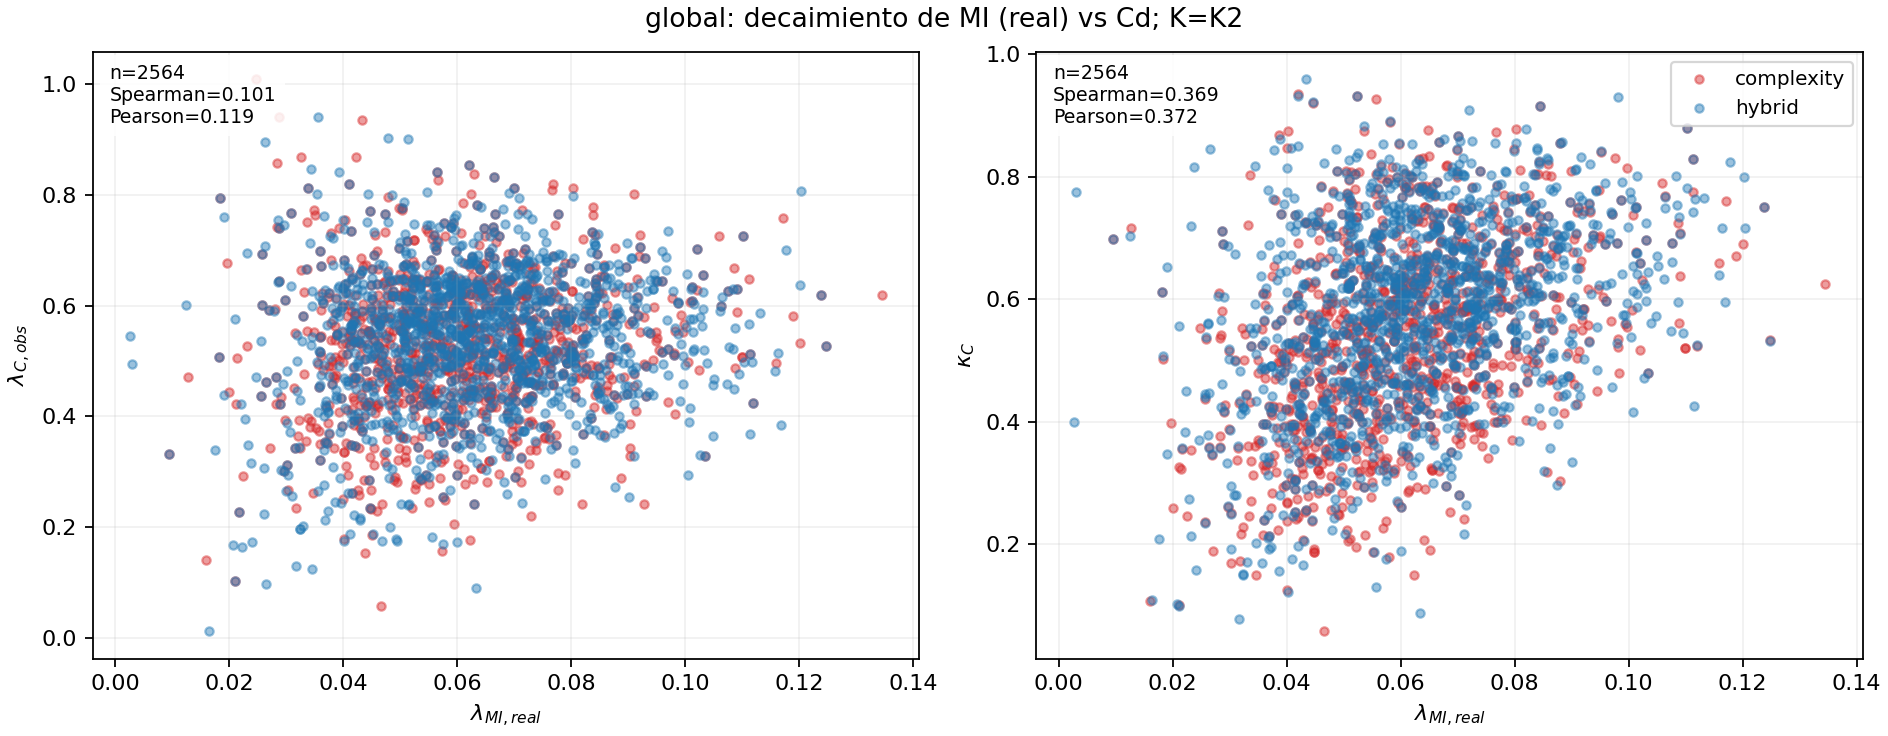 global: decaimiento de MI (real) vs Cd; K=K2
n=2564
Spearman=0.101
Pearson=0.119
1.0
0.8
0.6
0.4
0.2
0.0
λC, obs
0.00 0.02 0.04 0.06 0.08 0.10 0.12 0.14
λMI, real
n=2564
Spearman=0.369
Pearson=0.372
complexity
hybrid
1.0
0.8
0.6
0.4
0.2
κC
0.00 0.02 0.04 0.06 0.08 0.10 0.12 0.14
λMI, real